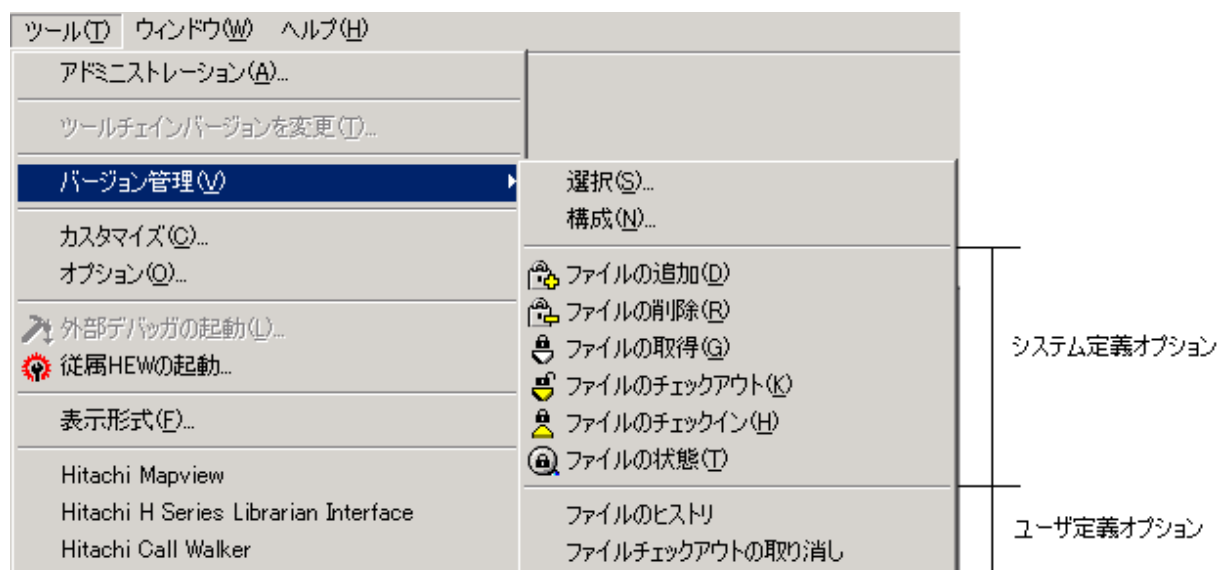 ツール(T) ウィンドウ(W) ヘルプ(H)
アドミニストレーション(A)...
ツールチェインバージョンを変更(T)...
バージョン管理(V)
カスタマイズ(C)...
オプション(O)...
外部デバッガの起動(L)...
従属HEWの起動...
表示形式(F)...
Hitachi Mapview
Hitachi H Series Librarian Interface
Hitachi Call Walker
選択(S)...
構成(N)...
ファイルの追加(D)
ファイルの削除(R)
ファイルの取得(G)
ファイルのチェックアウト(K)
ファイルのチェックイン(H)
ファイルの状態(T)
ファイルのヒストリ
ファイルチェックアウトの取り消し
システム定義オプション
ユーザ定義オプション